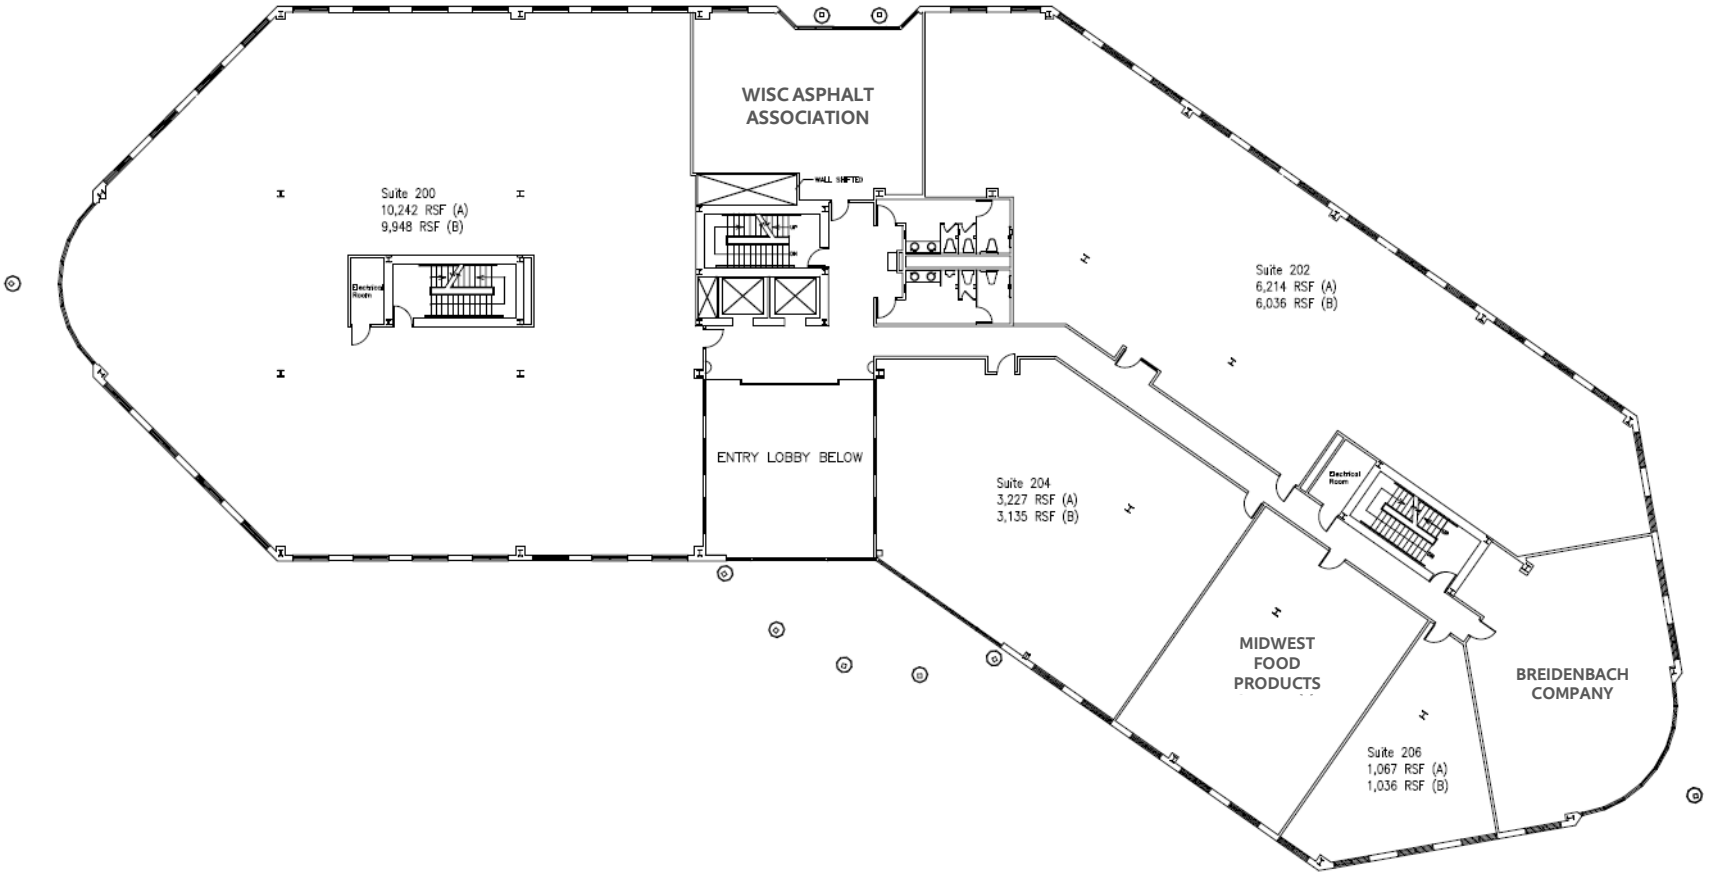 WISC ASPHALT
ASSOCIATION
WALL SHIFTED
Suite 200
10,242 RSF (A)
9,948 RSF (B)
UP
DN
Electrical
Room
Suite 202
6,214 RSF (A)
6,036 RSF (B)
ENTRY LOBBY BELOW
Suite 204
3,227 RSF (A)
3,135 RSF (B)
Electrical
Room
MIDWEST
FOOD
PRODUCTS
BREIDENBACH
COMPANY
Suite 206
1,067 RSF (A)
1,036 RSF (B)